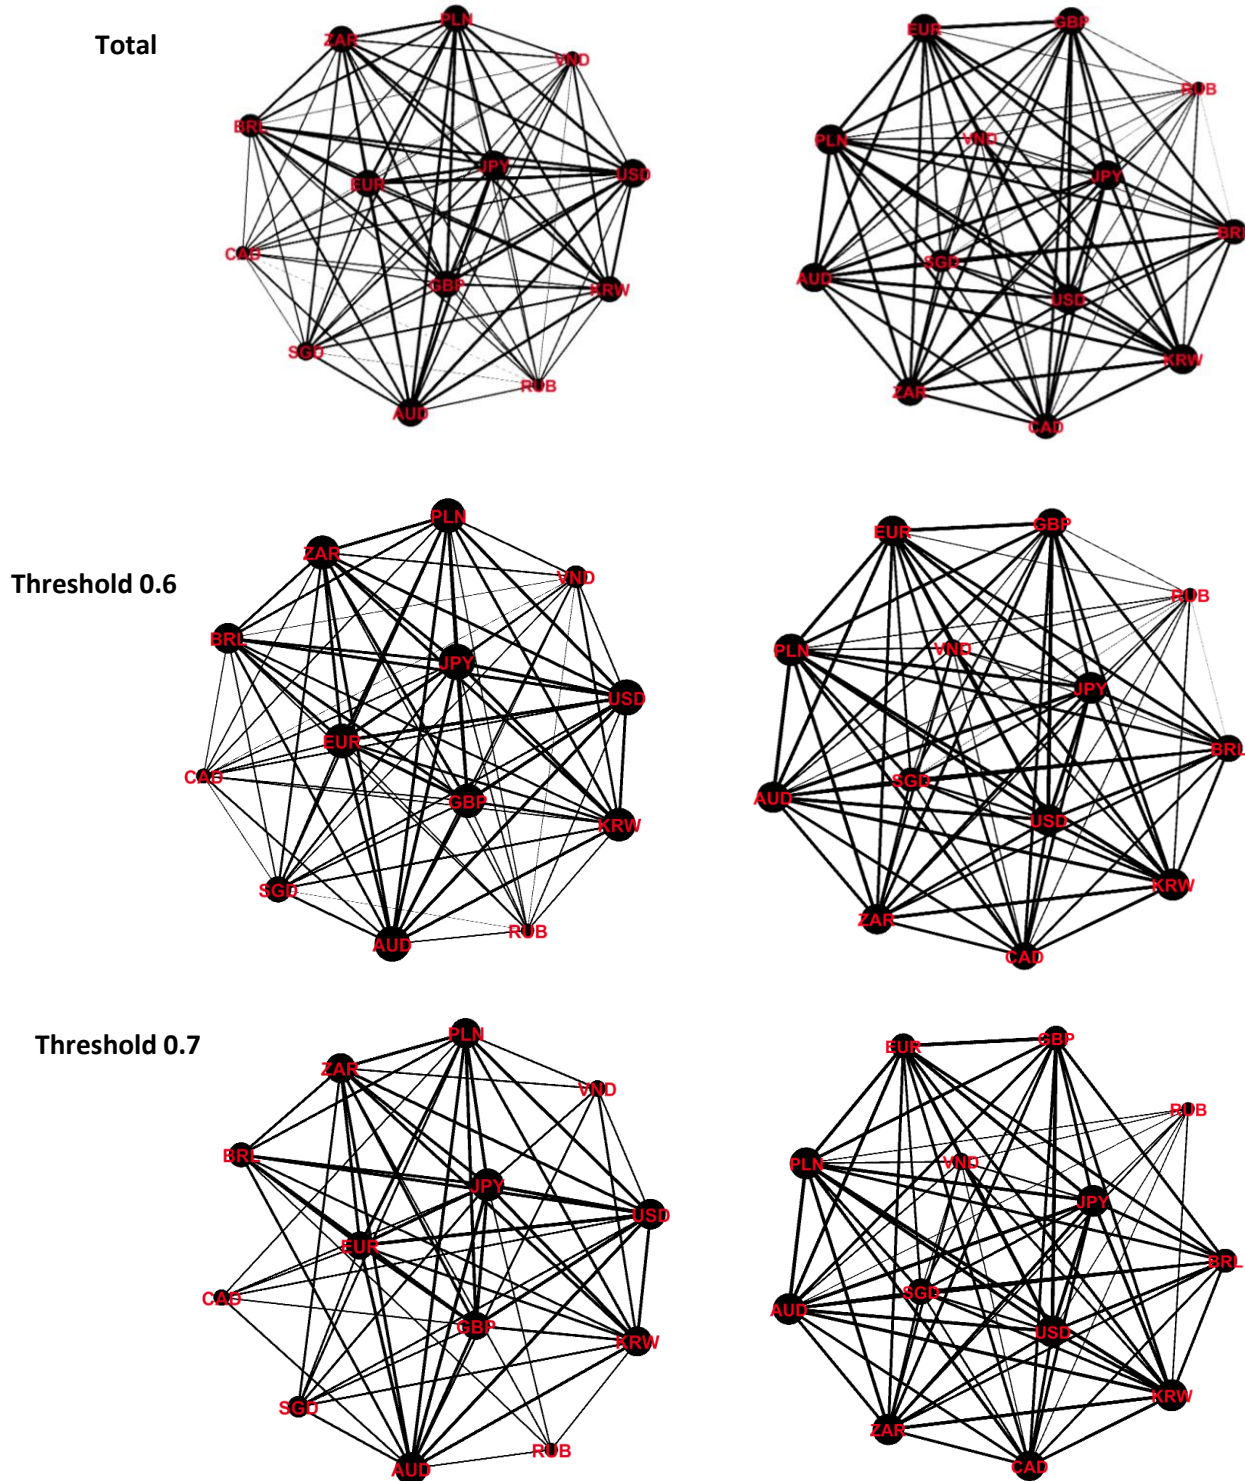 Total
PLN
ZAR
VND
BRL
JPY
USD
EUR
CAD
GBP
KRW
SGD
RUB
AUD
GBP
EUR
RUB
VND
PLN
JPY
BRL
SGD
AUD
USD
KRW
ZAR
CAD
Threshold 0.6
PLN
ZAR
VND
BRL
JPY
USD
EUR
CAD
GBP
KRW
SGD
RUB
AUD
GBP
EUR
RUB
VND
PLN
JPY
BRL
SGD
AUD
USD
KRW
ZAR
CAD
Threshold 0.7
PLN
ZAR
VND
BRL
JPY
USD
EUR
CAD
GBP
KRW
SGD
RUB
AUD
GBP
EUR
RUB
VND
PLN
JPY
BRL
SGD
AUD
USD
KRW
ZAR
CAD